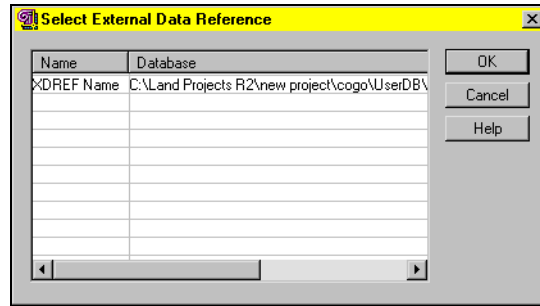 Select External Data Reference
Name Database
XDREF Name C:\Land Projects R2\new project\cogo\UserDB\
OK
Cancel
Help